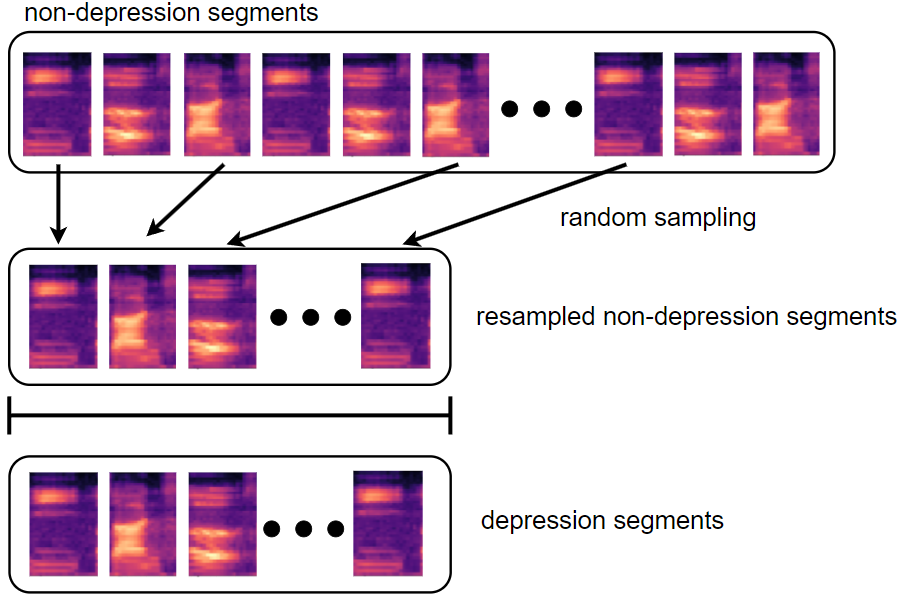 non-depression segments
random sampling
resampled non-depression segments
depression segments